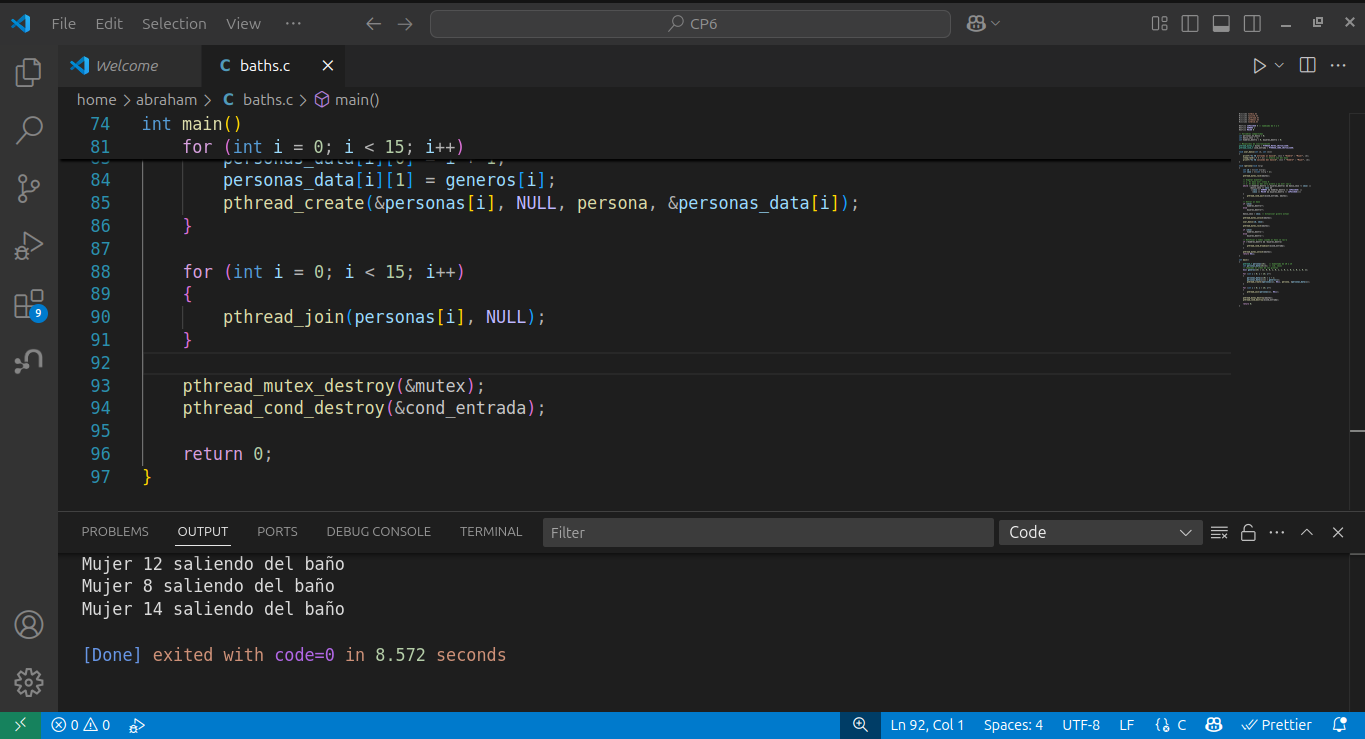 File Edit Selection View ··· ← → CP6
Welcome baths.c ×
home > abraham > C baths.c > main()
74 int main()
81 for (int i = 0; i < 15; i++)
84 personas_data[i][1] = generos[i];
85 pthread_create(&personas[i], NULL, persona, &personas_data[i]);
86 }
87
88 for (int i = 0; i < 15; i++)
89 {
90 pthread_join(personas[i], NULL);
91 }
92
93 pthread_mutex_destroy(&mutex);
94 pthread_cond_destroy(&cond_entrada);
95
96 return 0;
97 }
PROBLEMS OUTPUT PORTS DEBUG CONSOLE TERMINAL Filter Code
Mujer 12 saliendo del baño
Mujer 8 saliendo del baño
Mujer 14 saliendo del baño
[Done] exited with code=0 in 8.572 seconds
9
0 0 Ln 92, Col 1 Spaces: 4 UTF-8 LF {} C Prettier